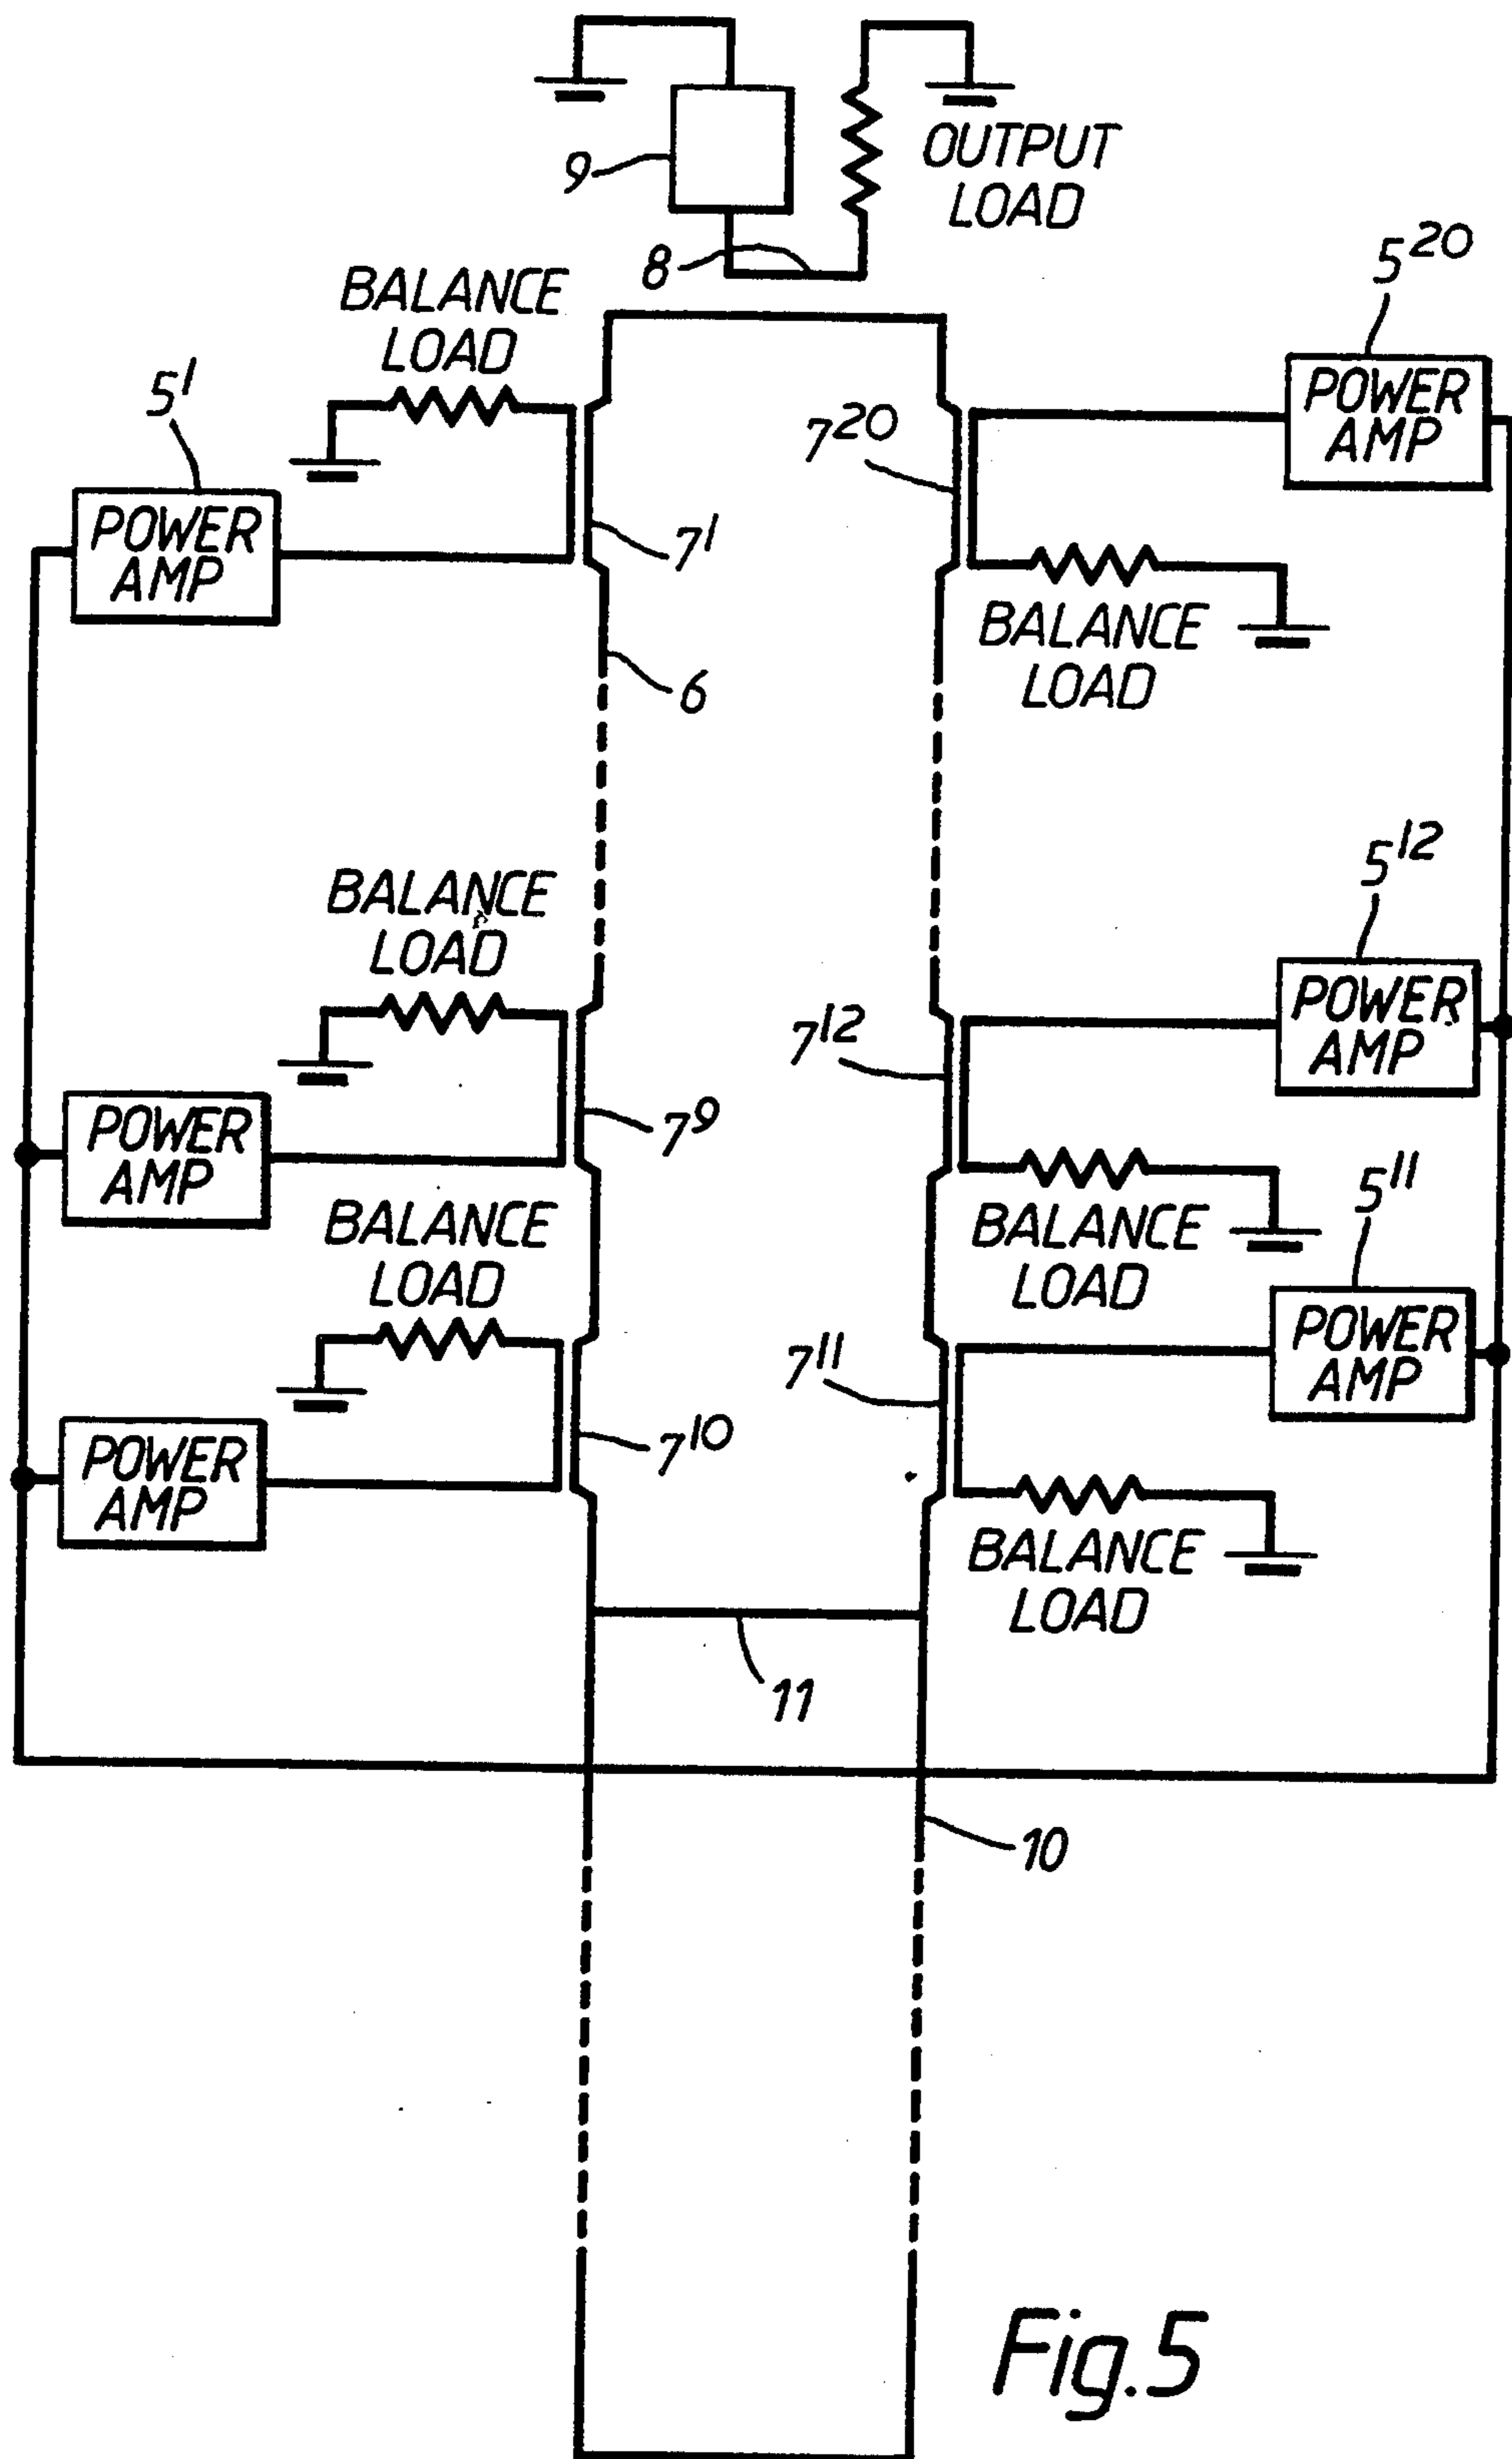 9
OUTPUT
LOAD
8
BALANCE
LOAD
5²⁰
5¹
POWER
AMP
7²⁰
POWER
AMP
7¹
BALANCE
LOAD
6
BALANCE
LOAD
5¹²
POWER
AMP
7¹²
7⁹
POWER
AMP
BALANCE
LOAD
5¹¹
BALANCE
LOAD
POWER
AMP
7¹¹
7¹⁰
POWER
AMP
BALANCE
LOAD
11
10
Fig.5